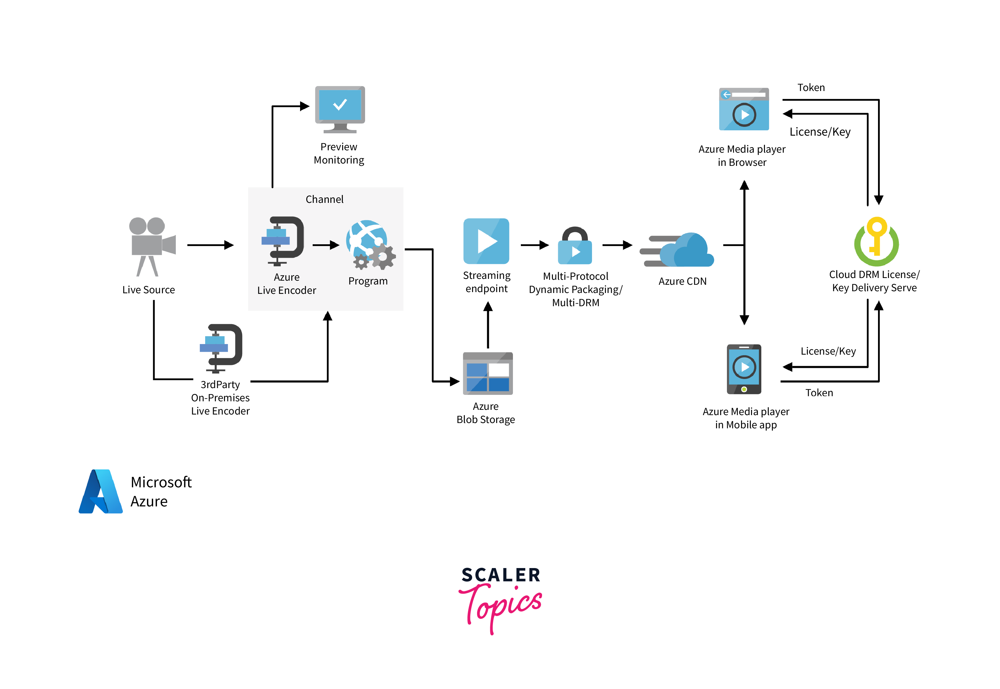 Token
License/Key
Preview
Monitoring
Azure Media player
in Browser
Channel
Azure
Live Encoder
Program
Live Source
Streaming
endpoint
Multi-Protocol
Dynamic Packaging/
Multi-DRM
Azure CDN
Cloud DRM License/
Key Delivery Serve
3rdParty
On-Premises
Live Encoder
Azure
Blob Storage
License/Key
Token
Azure Media player
in Mobile app
Microsoft
Azure
SCALER
Topics